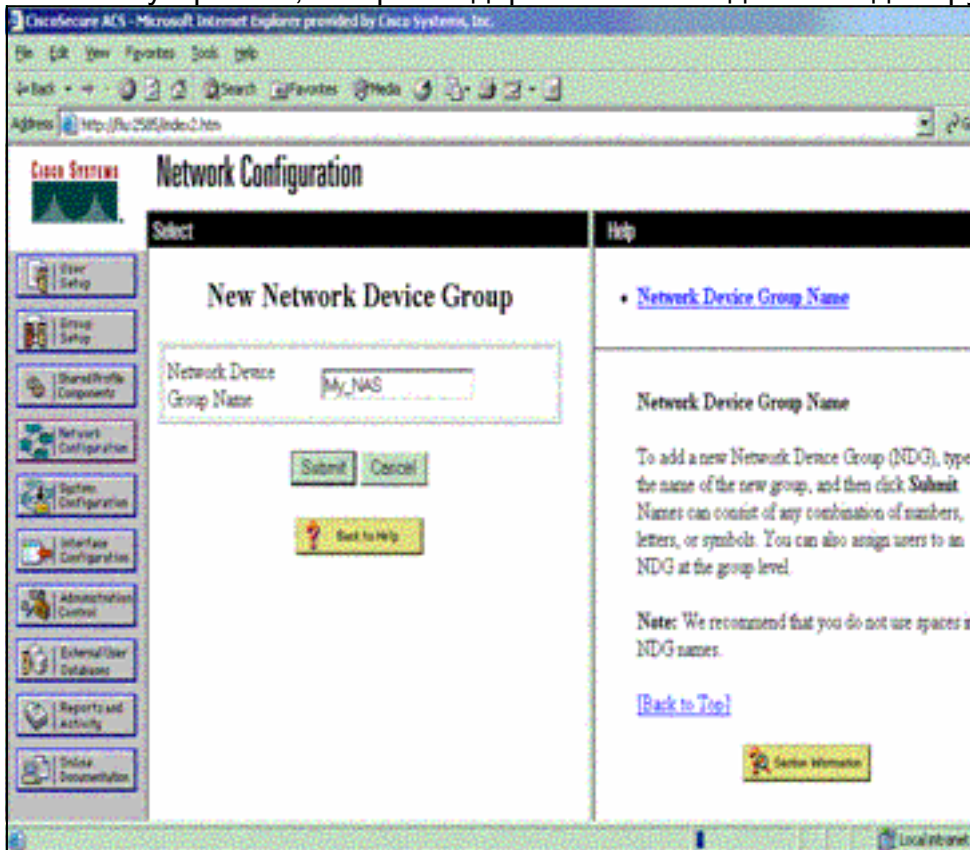 CiscoSecure ACS - Microsoft Internet Explorer provided by Cisco Systems, Inc.
File Edit View Favorites Tools Help
Back Search Favorites Media
Address
Cisco Systems
Network Configuration
Select
Help
User Setup
Group Setup
Shared Profile Components
Network Configuration
System Configuration
Interface Configuration
Administration Control
External User Databases
Reports and Activity
Online Documentation
New Network Device Group
Network Device
Group Name
My_NAS
Submit Cancel
Back to Help
• Network Device Group Name
Network Device Group Name
To add a new Network Device Group (NDG), type
the name of the new group, and then click Submit
Names can consist of any combination of numbers,
letters, or symbols. You can also assign users to an
NDG at the group level.
Note: We recommend that you do not use spaces i
NDG names.
[Back to Top]
Section Information
Local intranet